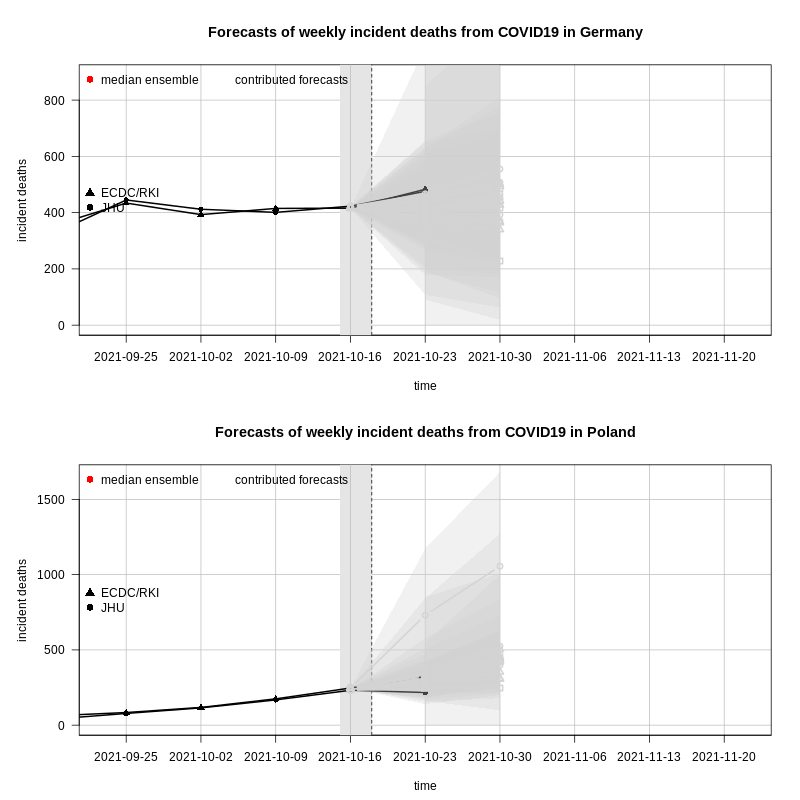 Forecasts of weekly incident deaths from COVID19 in Germany
median ensemble contributed forecasts
800
600
400
200
0
incident deaths
ECDC/RKI
JHU
2021-09-25 2021-10-02 2021-10-09 2021-10-16 2021-10-23 2021-10-30 2021-11-06 2021-11-13 2021-11-20
time
Forecasts of weekly incident deaths from COVID19 in Poland
median ensemble contributed forecasts
1500
1000
500
0
incident deaths
ECDC/RKI
JHU
2021-09-25 2021-10-02 2021-10-09 2021-10-16 2021-10-23 2021-10-30 2021-11-06 2021-11-13 2021-11-20
time